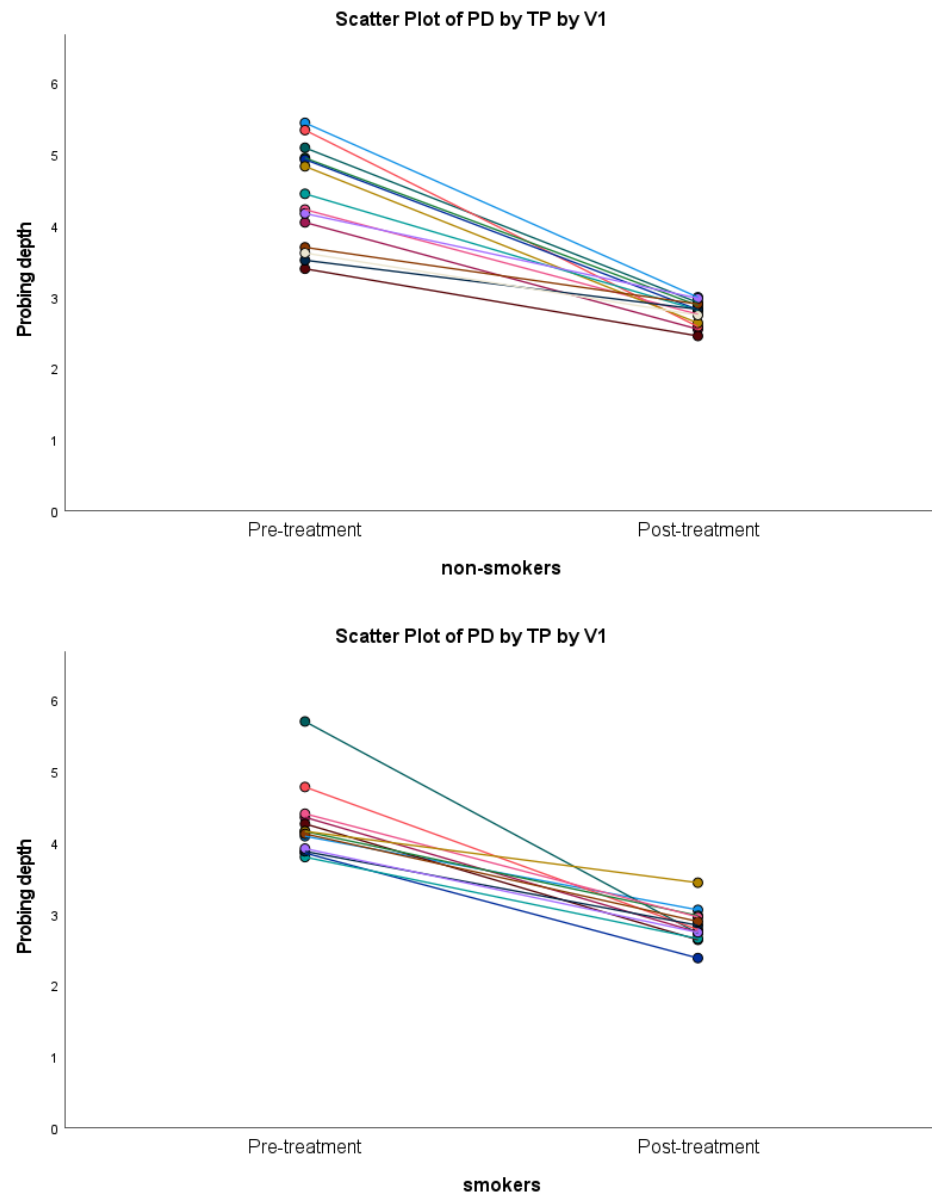 Scatter Plot of PD by TP by V1
6
5
4
3
2
1
0
Probing depth
Pre-treatment Post-treatment
non-smokers
Scatter Plot of PD by TP by V1
6
5
4
3
2
1
0
Probing depth
Pre-treatment Post-treatment
smokers